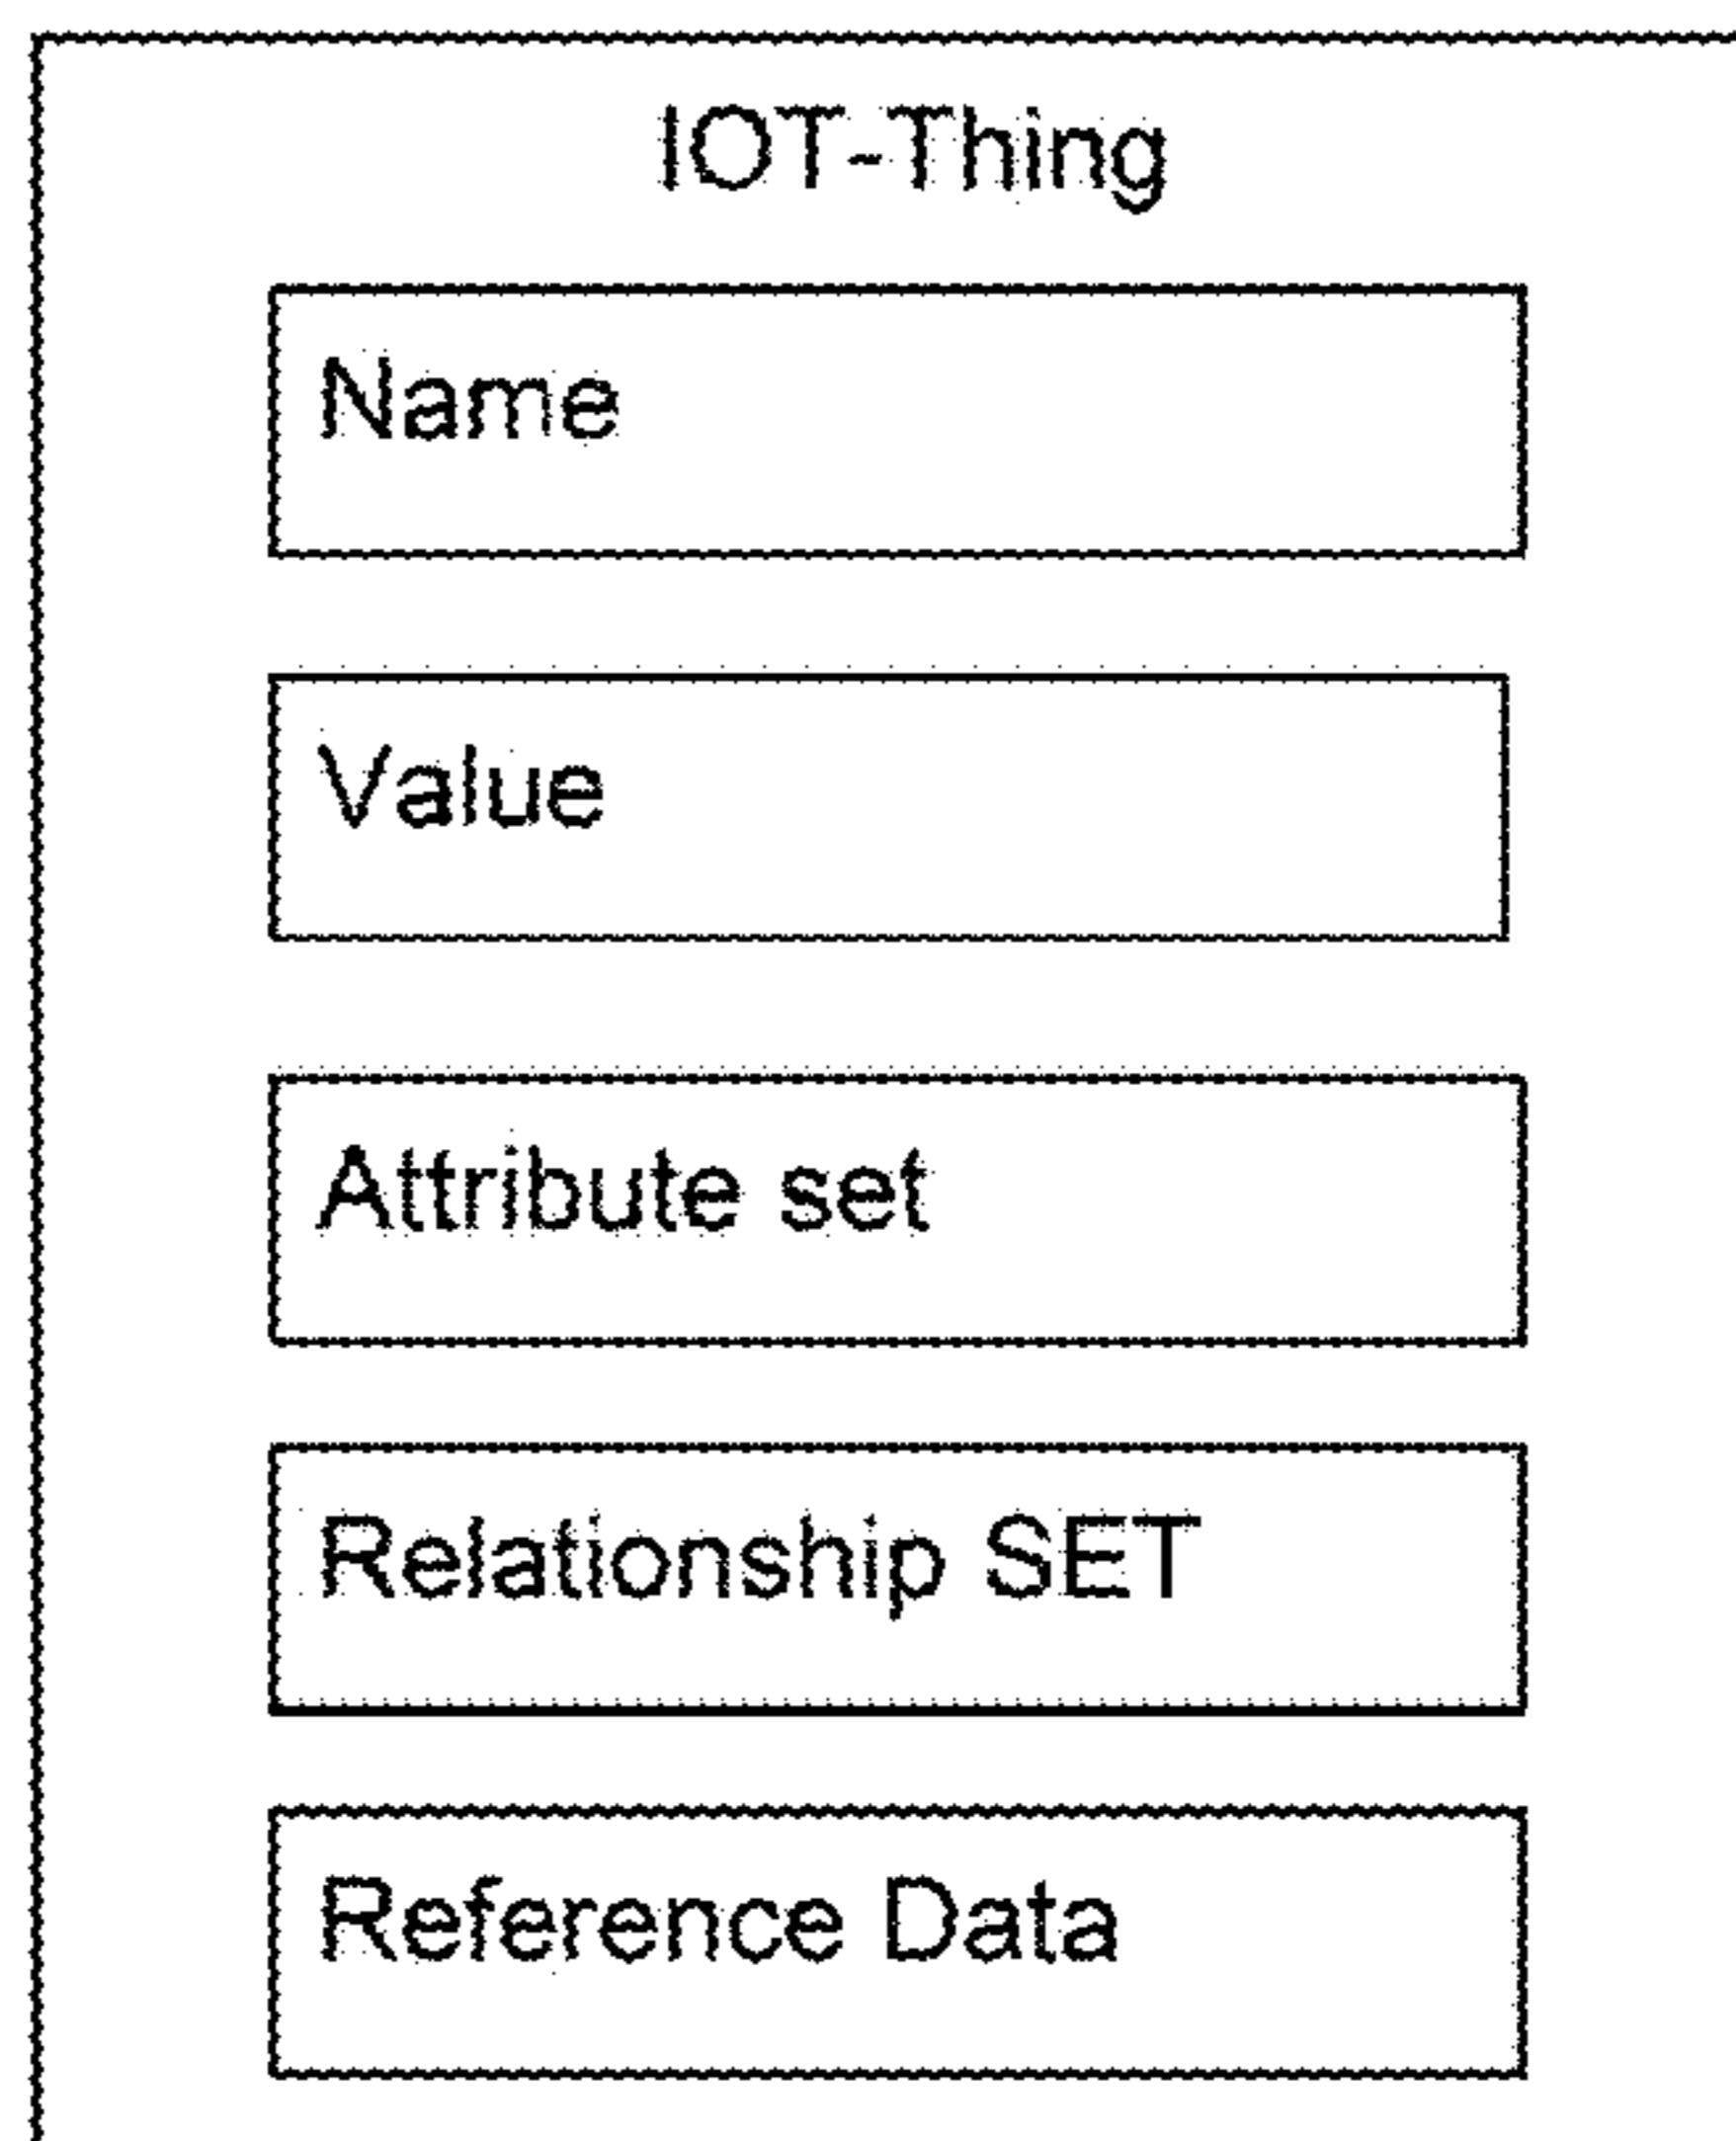 IOT-Thing
Name
Value
Attribute set
Relationship SET
Reference Data